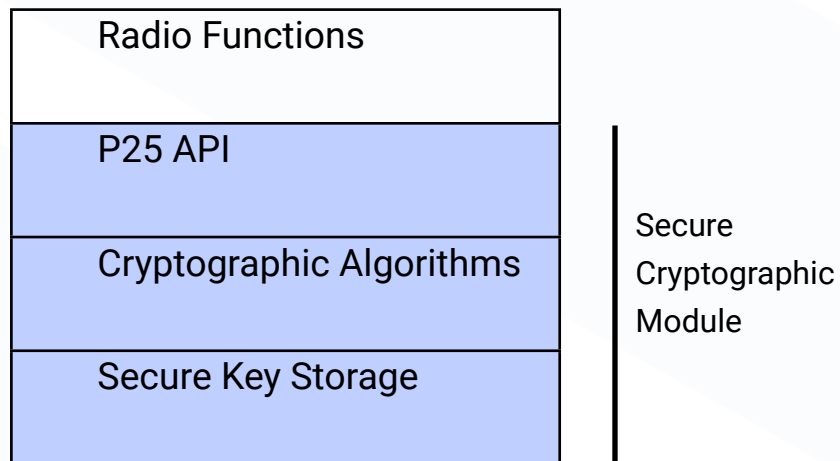 Radio Functions
P25 API
Cryptographic Algorithms
Secure Key Storage
Secure
Cryptographic
Module